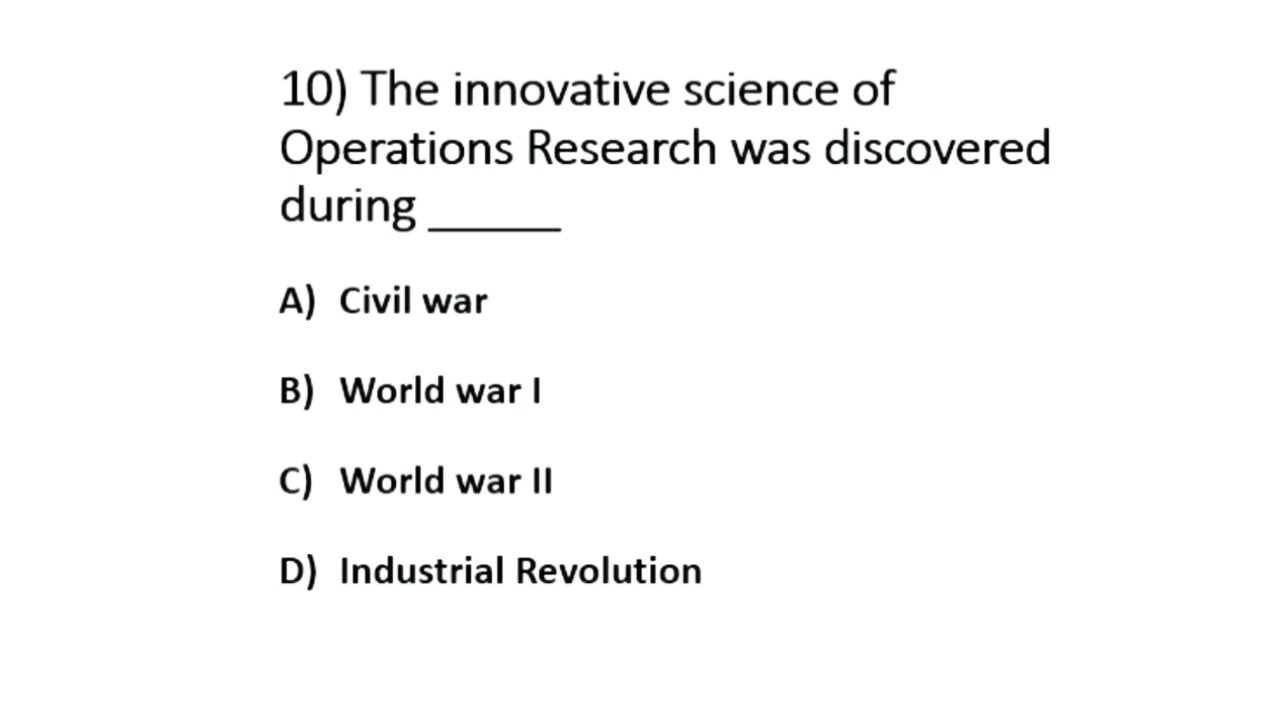 10) The innovative science of
Operations Research was discovered
during _____
A) Civil war
B) World war I
C) World war II
D) Industrial Revolution